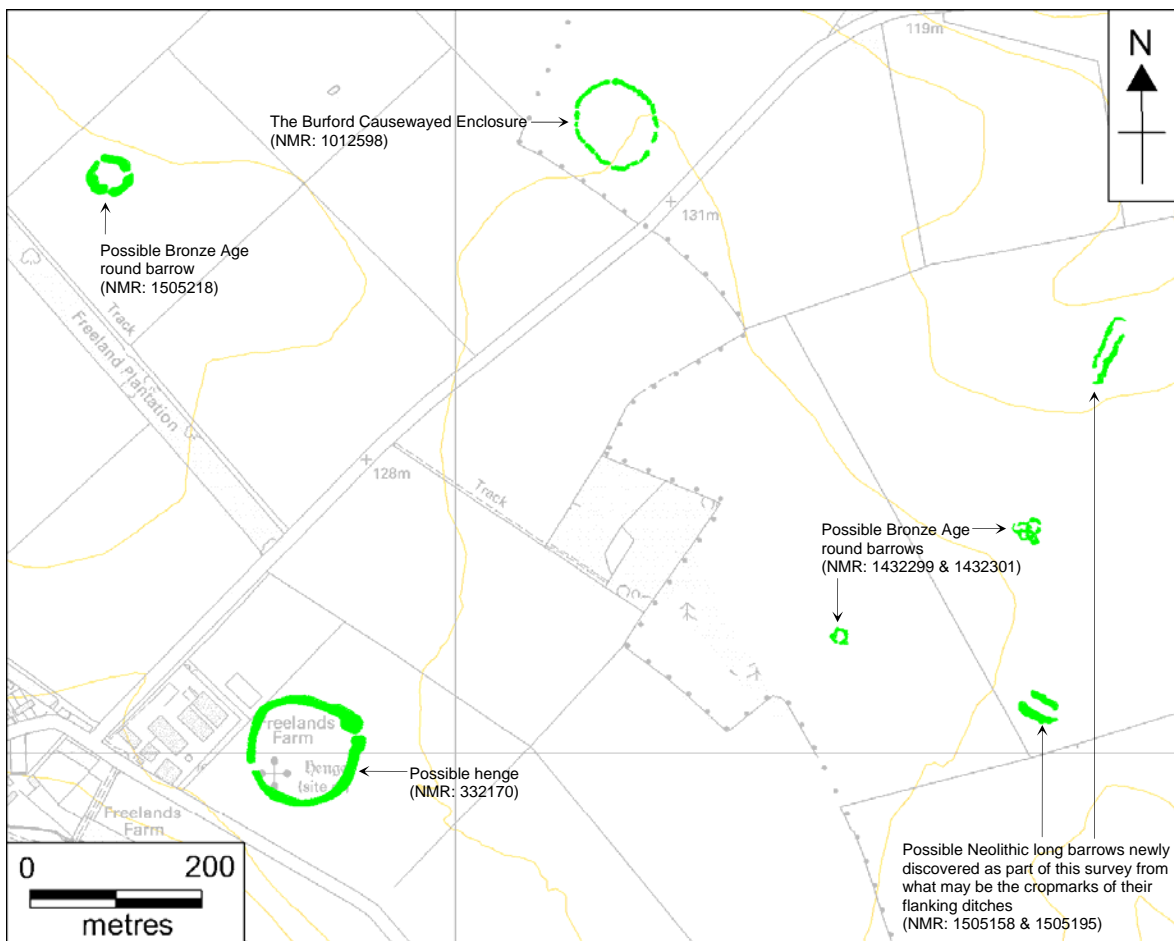 119m
N
The Burford Causewayed Enclosure
(NMR: 1012598)
131m
Possible Bronze Age
round barrow
(NMR: 1505218)
Track
Freeland Plantation
128m
Track
Possible Bronze Age
round barrows
(NMR: 1432299 & 1432301)
Freelands
Farm
Henge
(site of)
Possible henge
(NMR: 332170)
Freelands
Farm
Possible Neolithic long barrows newly
discovered as part of this survey from
what may be the cropmarks of their
flanking ditches
(NMR: 1505158 & 1505195)
0 200
metres